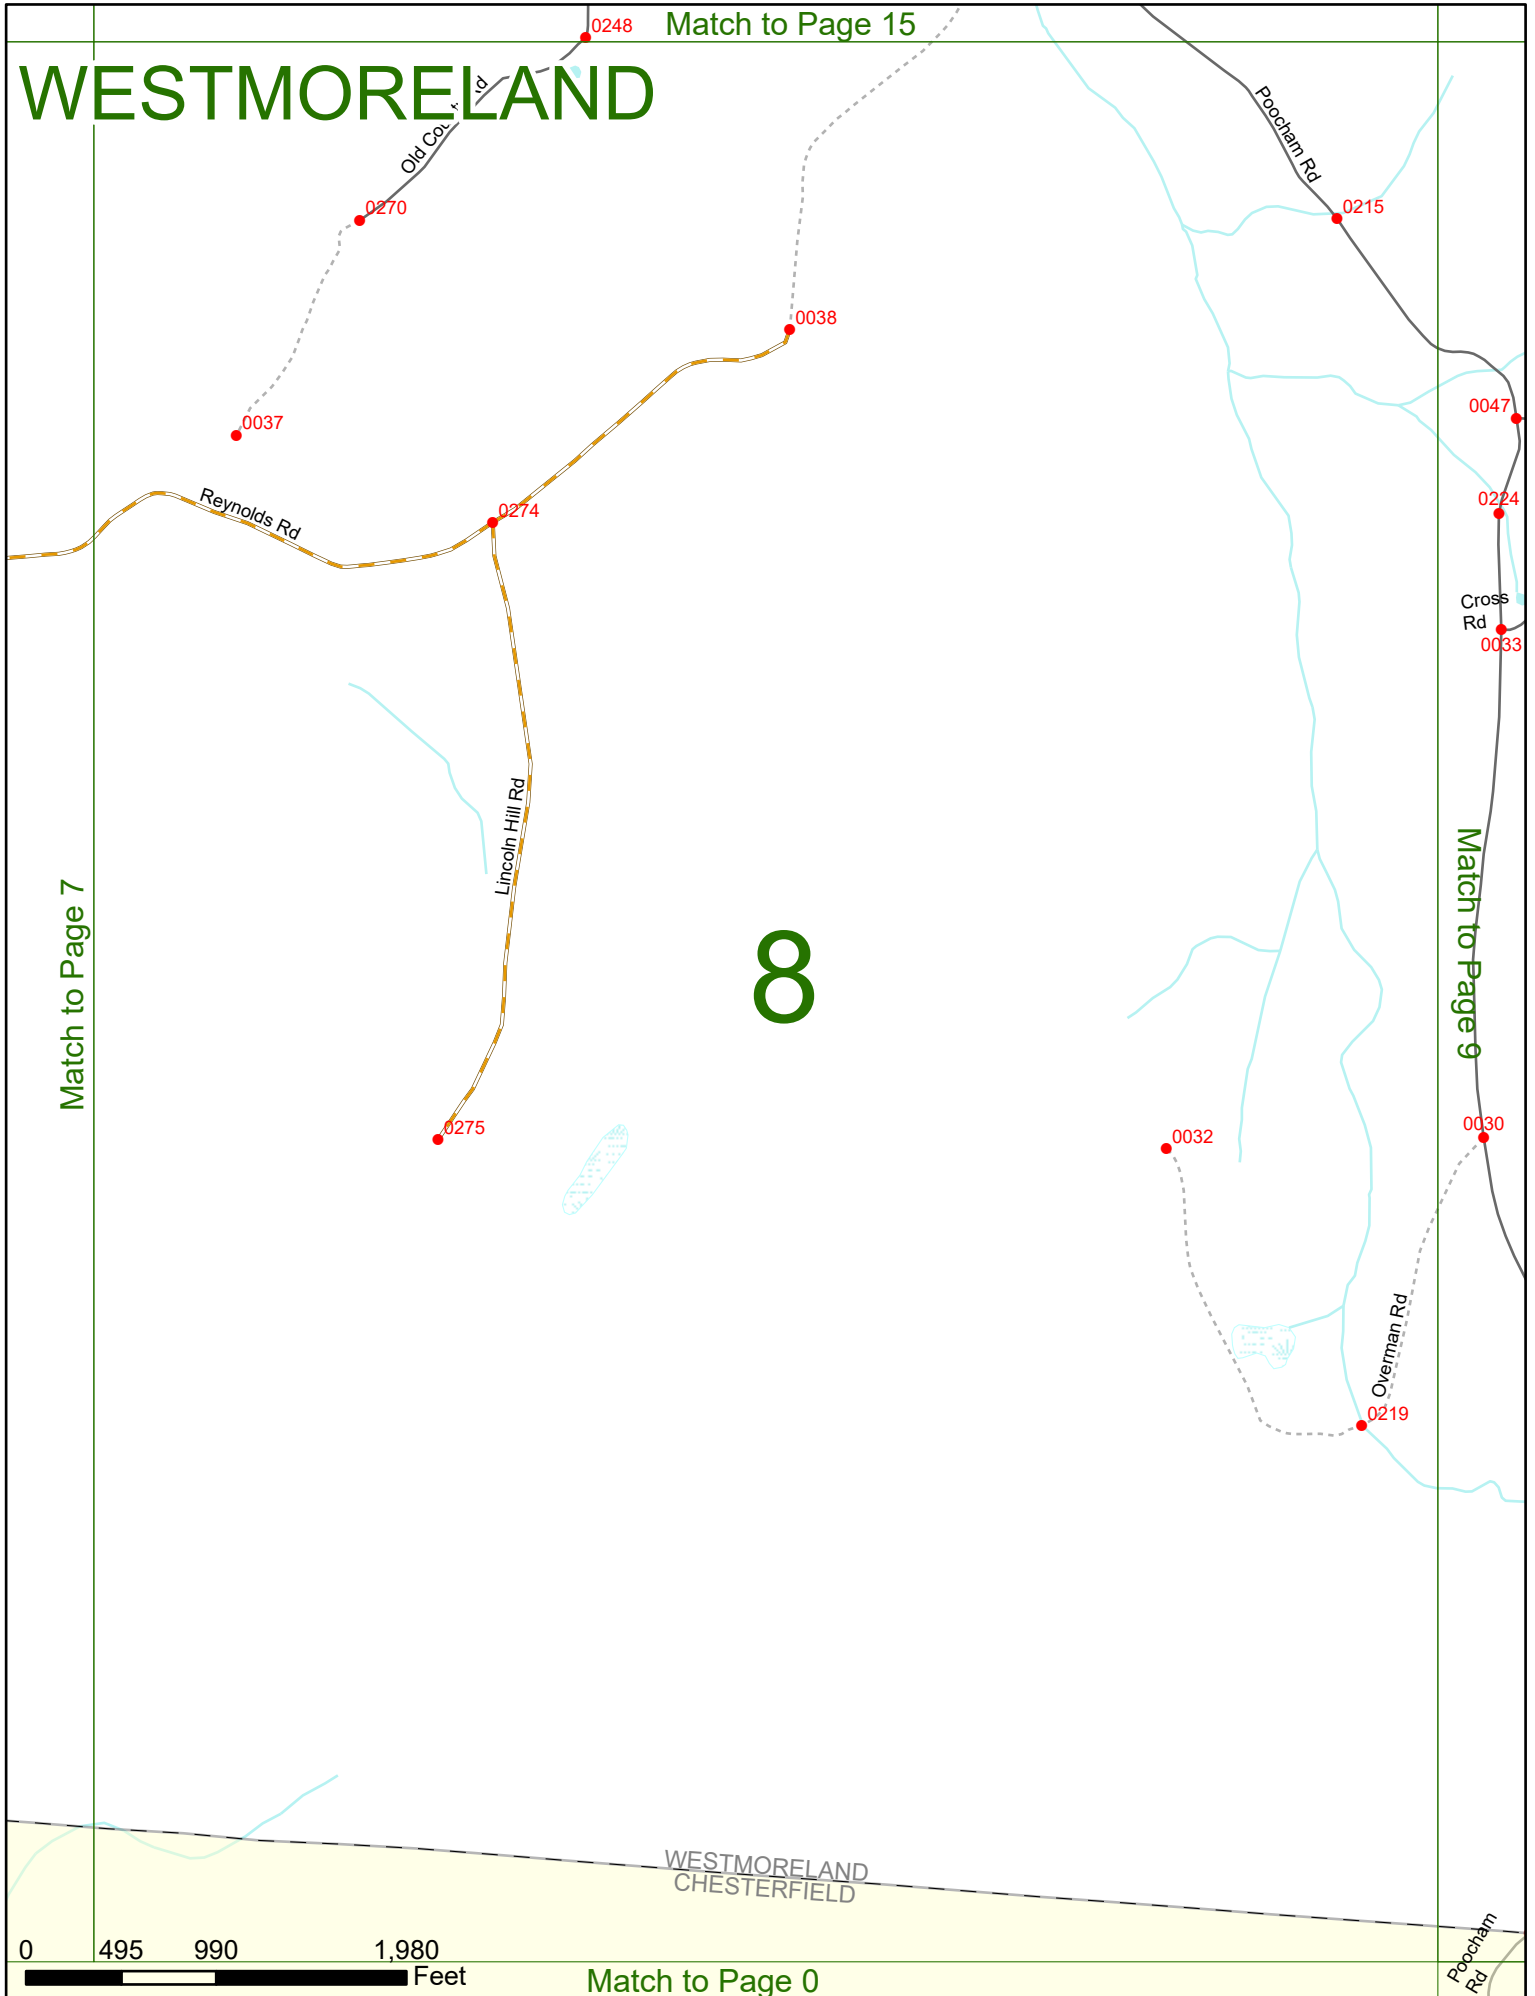 Match to Page 15
0248
WESTMORELAND
Old Rd
Poocham Rd
0270
0215
0038
0047
0037
Reynolds Rd
0274
0224
Cross
Rd
0033
Lincoln Hill Rd
Match to Page 7
Match to Page 9
8
0275
0032
0030
Overman Rd
0219
WESTMORELAND
CHESTERFIELD
0 495 990 1,980
Feet
Match to Page 0
Poocham
Rd